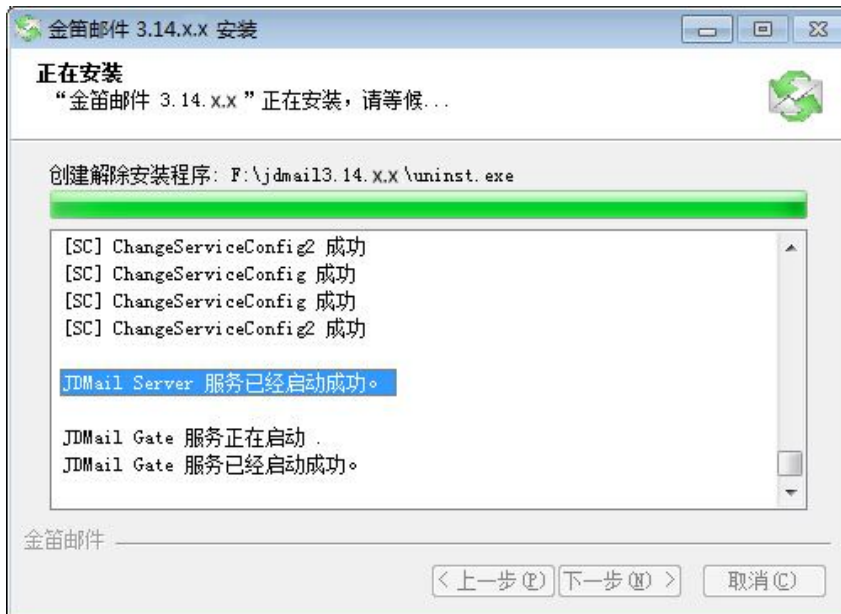 金笛邮件 3.14.x.x 安装
正在安装
“金笛邮件 3.14.x.x ”正在安装，请等候...
创建解除安装程序: F:\jdmail3.14.x.x\uninst.exe
[SC] ChangeServiceConfig2 成功
[SC] ChangeServiceConfig 成功
[SC] ChangeServiceConfig 成功
[SC] ChangeServiceConfig2 成功
JDMail Server 服务已经启动成功。
JDMail Gate 服务正在启动 .
JDMail Gate 服务已经启动成功。
金笛邮件
< 上一步(P) 下一步(N) > 取消(C)